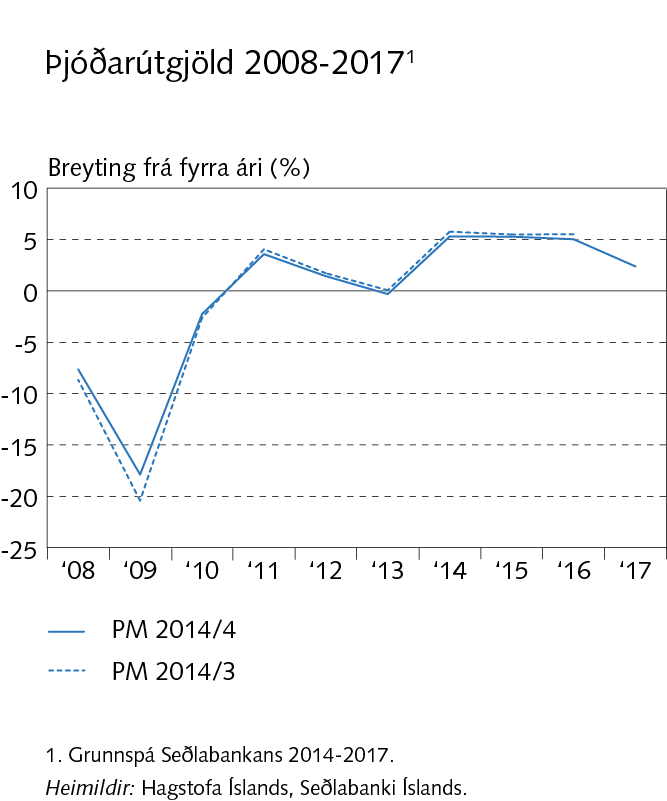 Þjóðarútgjöld 2008-2017¹
Breyting frá fyrra ári (%)
10
5
0
-5
-10
-15
-20
-25
‘08 ‘09 ‘10 ‘11 ‘12 ‘13 ‘14 ‘15 ‘16 ‘17
PM 2014/4
PM 2014/3
1. Grunnspá Seðlabankans 2014-2017.
Heimildir: Hagstofa Íslands, Seðlabanki Íslands.